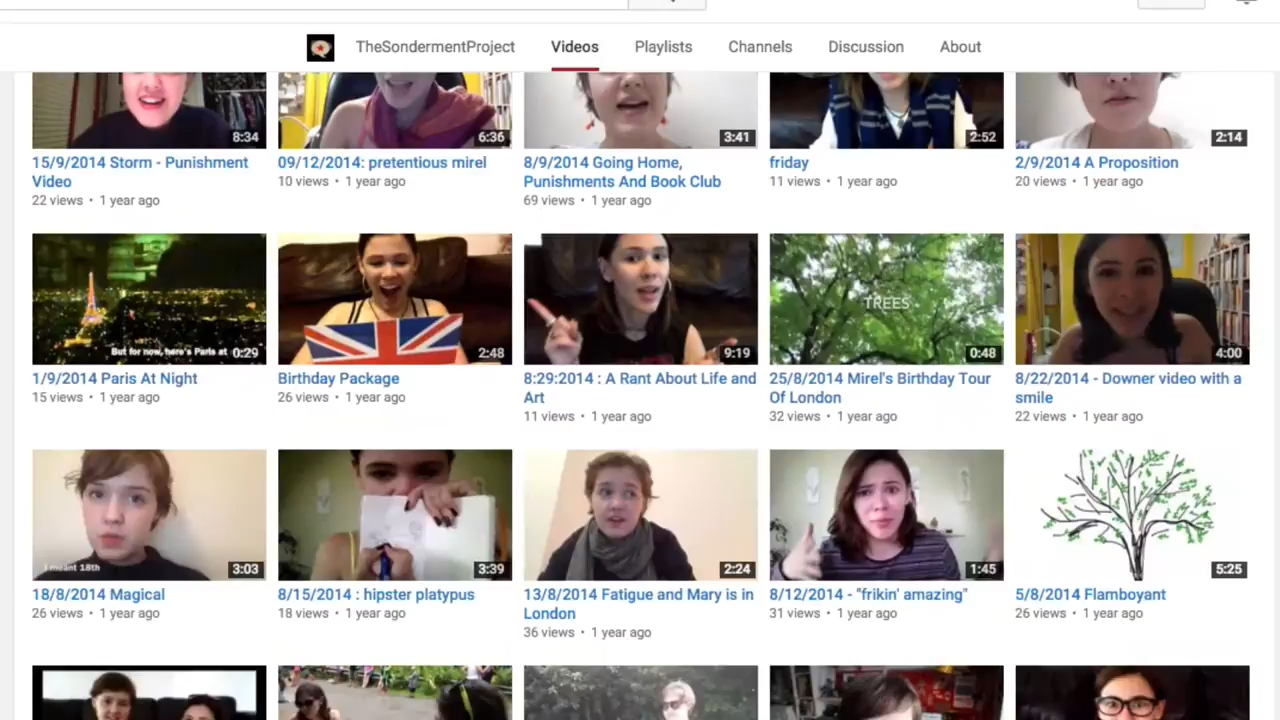 TheSondermentProject Videos Playlists Channels Discussion About
8:34 6:36 3:41 2:52 2:14
15/9/2014 Storm - Punishment Video
22 views • 1 year ago
09/12/2014: pretentious mirel
10 views • 1 year ago
8/9/2014 Going Home, Punishments And Book Club
69 views • 1 year ago
friday
11 views • 1 year ago
2/9/2014 A Proposition
20 views • 1 year ago
But for now, here's Paris at 0:29
1/9/2014 Paris At Night
15 views • 1 year ago
2:48
Birthday Package
26 views • 1 year ago
9:19
8:29:2014 : A Rant About Life and Art
11 views • 1 year ago
TREES
0:48
25/8/2014 Mirel's Birthday Tour Of London
32 views • 1 year ago
4:00
8/22/2014 - Downer video with a smile
22 views • 1 year ago
I meant 18th 3:03
18/8/2014 Magical
26 views • 1 year ago
3:39
8/15/2014 : hipster platypus
18 views • 1 year ago
2:24
13/8/2014 Fatigue and Mary is in London
36 views • 1 year ago
1:45
8/12/2014 - "frikin' amazing"
31 views • 1 year ago
5:25
5/8/2014 Flamboyant
26 views • 1 year ago